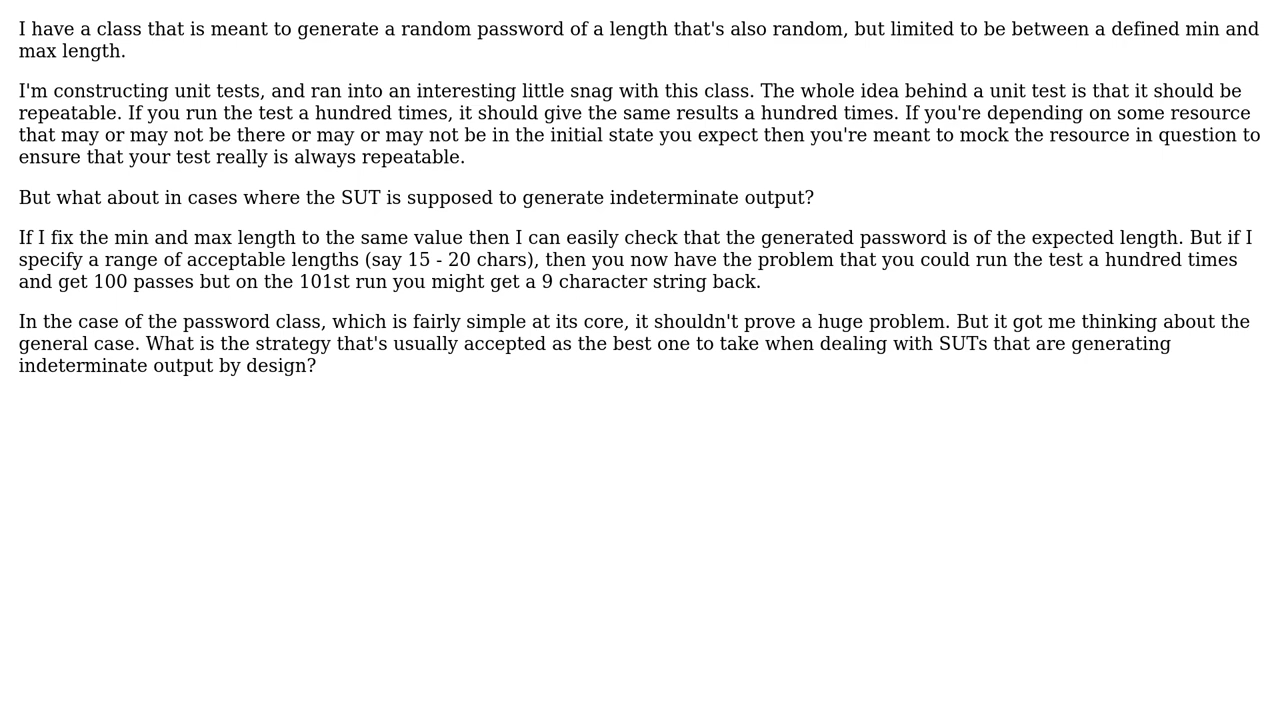 I have a class that is meant to generate a random password of a length that's also random, but limited to be between a defined min and
max length.
I'm constructing unit tests, and ran into an interesting little snag with this class. The whole idea behind a unit test is that it should be
repeatable. If you run the test a hundred times, it should give the same results a hundred times. If you're depending on some resource
that may or may not be there or may or may not be in the initial state you expect then you're meant to mock the resource in question to
ensure that your test really is always repeatable.
But what about in cases where the SUT is supposed to generate indeterminate output?
If I fix the min and max length to the same value then I can easily check that the generated password is of the expected length. But if I
specify a range of acceptable lengths (say 15 - 20 chars), then you now have the problem that you could run the test a hundred times
and get 100 passes but on the 101st run you might get a 9 character string back.
In the case of the password class, which is fairly simple at its core, it shouldn't prove a huge problem. But it got me thinking about the
general case. What is the strategy that's usually accepted as the best one to take when dealing with SUTs that are generating
indeterminate output by design?